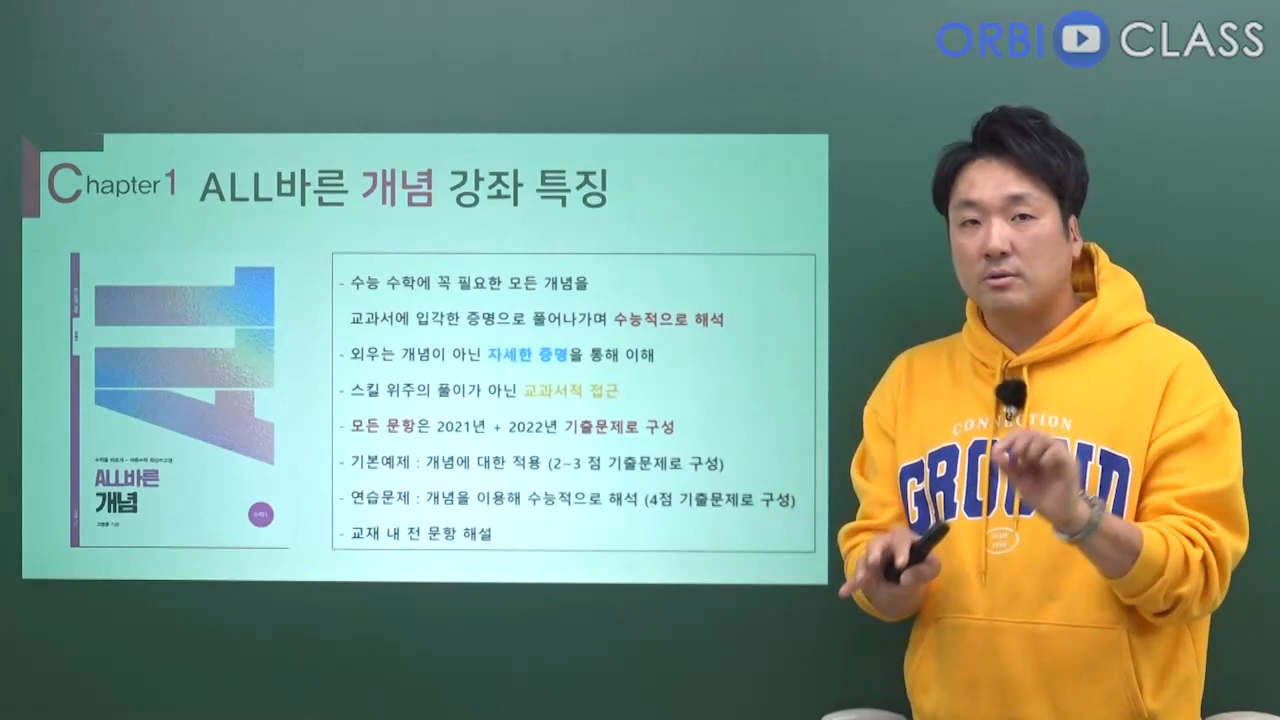 ORBI CLASS
Chapter 1 ALL바른 개념 강좌 특징
- 수능 수학에 꼭 필요한 모든 개념을
교과서에 입각한 증명으로 풀어나가며 수능적으로 해석
- 외우는 개념이 아닌 자세한 증명을 통해 이해
- 스킬 위주의 풀이가 아닌 교과서적 접근
- 모든 문항은 2021년 + 2022년 기출문제로 구성
- 기본예제 : 개념에 대한 적용 (2~3 점 기출문제로 구성)
- 연습문제 : 개념을 이용해 수능적으로 해석 (4점 기출문제로 구성)
- 교재 내 전 문항 해설
ALL
ALL바른
개념
수학1
CONNECTION
GROUND